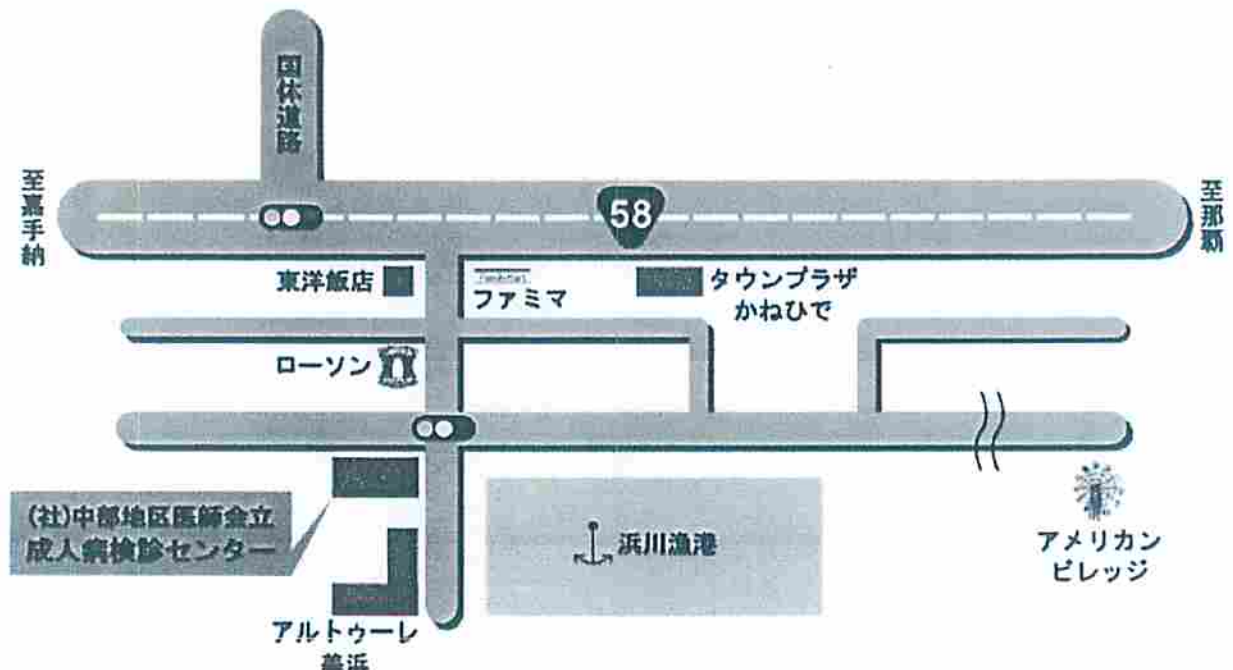 国体道路
至嘉手納
58
至那覇
東洋飯店
FamilyMart
ファミマ
タウンプラザ
かねひで
ローソン
(社)中部地区医師会立
成人病検診センター
浜川漁港
アメリカン
ビレッジ
アルトゥーレ
美浜